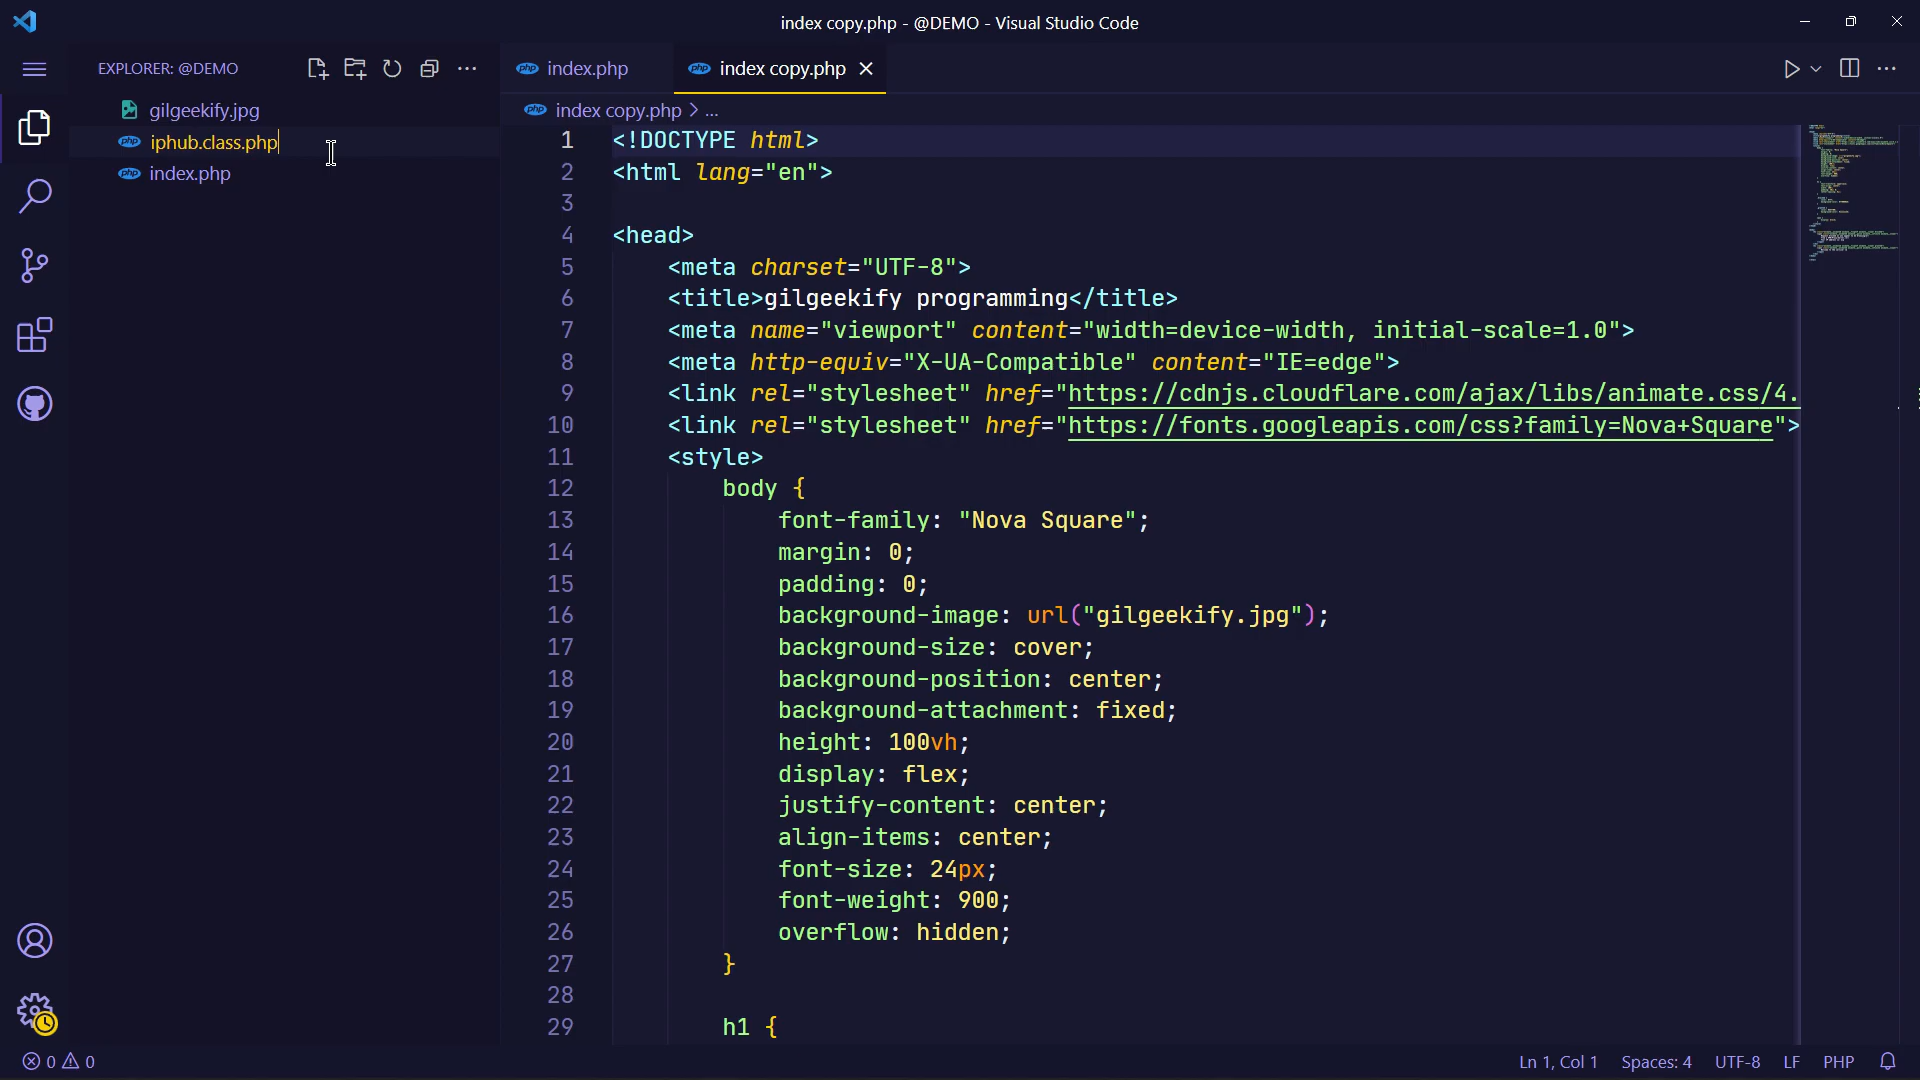 index copy.php - @DEMO - Visual Studio Code
EXPLORER: @DEMO
gilgeekify.jpg
iphub.class.php
index.php
php index.php
php index copy.php
php index copy.php > ...
1 <!DOCTYPE html>
2 <html lang="en">
3
4 <head>
5 <meta charset="UTF-8">
6 <title>gilgeekify programming</title>
7 <meta name="viewport" content="width=device-width, initial-scale=1.0">
8 <meta http-equiv="X-UA-Compatible" content="IE=edge">
9 <link rel="stylesheet" href="https://cdnjs.cloudflare.com/ajax/libs/animate.css/4.
10 <link rel="stylesheet" href="https://fonts.googleapis.com/css?family=Nova+Square">
11 <style>
12 body {
13 font-family: "Nova Square";
14 margin: 0;
15 padding: 0;
16 background-image: url("gilgeekify.jpg");
17 background-size: cover;
18 background-position: center;
19 background-attachment: fixed;
20 height: 100vh;
21 display: flex;
22 justify-content: center;
23 align-items: center;
24 font-size: 24px;
25 font-weight: 900;
26 overflow: hidden;
27 }
28
29 h1 {
0 0
Ln 1, Col 1 Spaces: 4 UTF-8 LF PHP